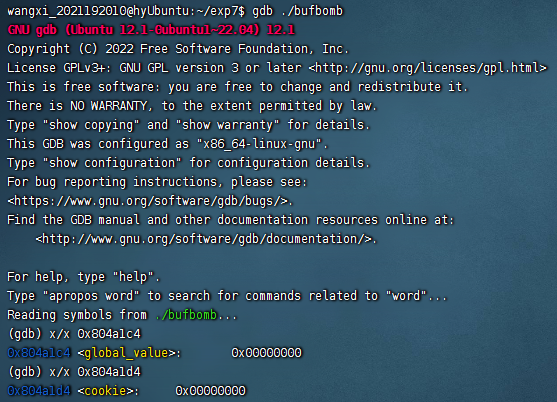 wangxi_2021192010@hyUbuntu:~/exp7$ gdb ./bufbomb
GNU gdb (Ubuntu 12.1-0ubuntu1~22.04) 12.1
Copyright (C) 2022 Free Software Foundation, Inc.
License GPLv3+: GNU GPL version 3 or later <http://gnu.org/licenses/gpl.html>
This is free software: you are free to change and redistribute it.
There is NO WARRANTY, to the extent permitted by law.
Type "show copying" and "show warranty" for details.
This GDB was configured as "x86_64-linux-gnu".
Type "show configuration" for configuration details.
For bug reporting instructions, please see:
<https://www.gnu.org/software/gdb/bugs/>.
Find the GDB manual and other documentation resources online at:
    <http://www.gnu.org/software/gdb/documentation/>.

For help, type "help".
Type "apropos word" to search for commands related to "word"...
Reading symbols from ./bufbomb...
(gdb) x/x 0x804a1c4
0x804a1c4 <global_value>:       0x00000000
(gdb) x/x 0x804a1d4
0x804a1d4 <cookie>:     0x00000000